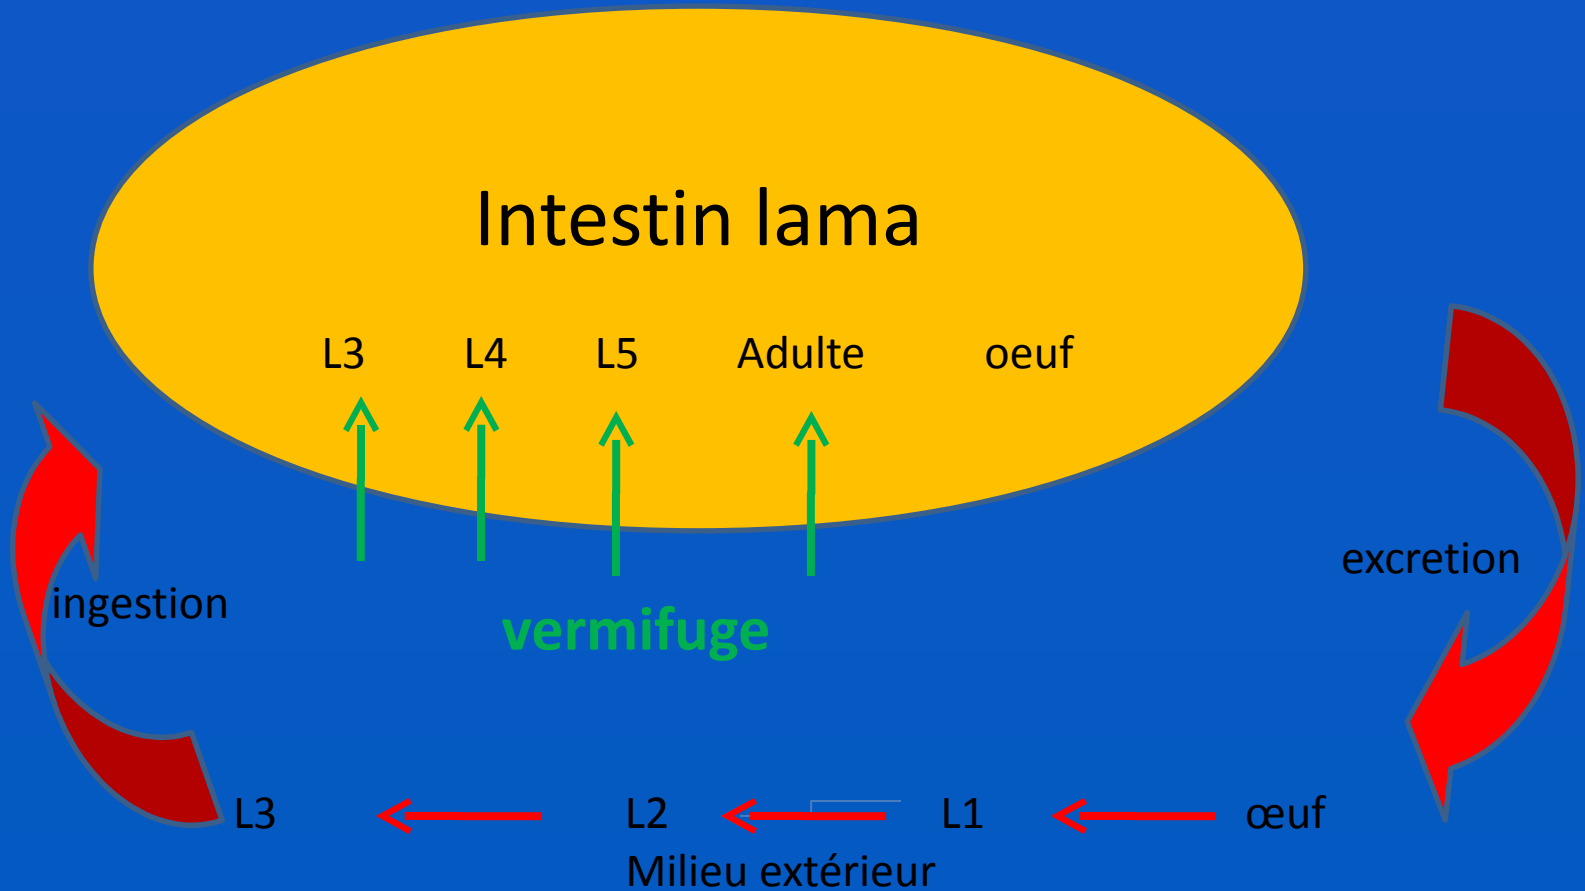 Intestin lama
L3 L4 L5 Adulte oeuf
excretion
ingestion
vermifuge
L3 L2 L1 œuf
Milieu extérieur